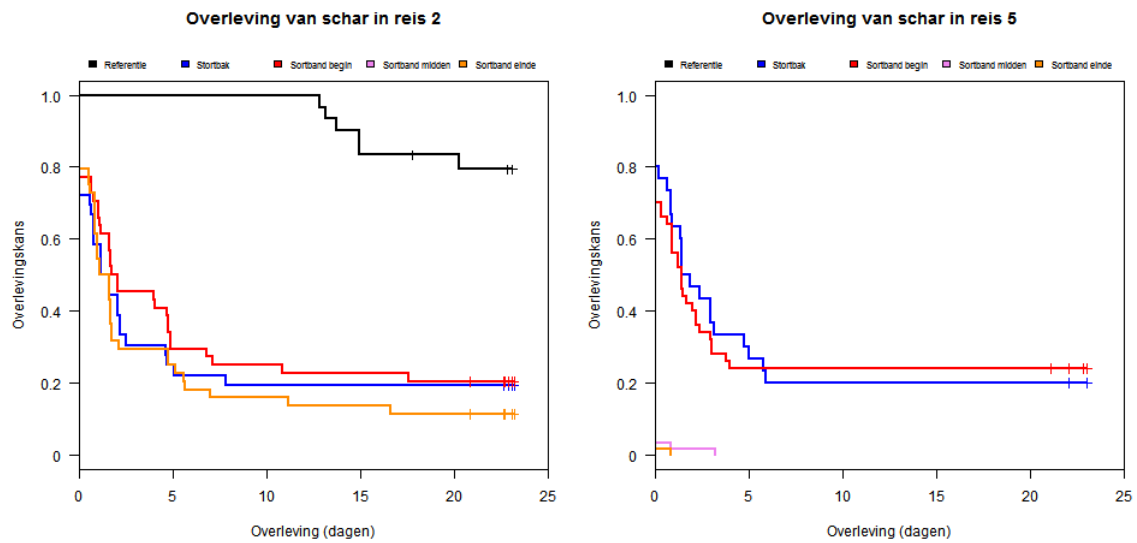 Overleving van schar in reis 2
Referentie Stortbak Sortband begin Sortband midden Sortband einde
Overlevingskans
1.0
0.8
0.6
0.4
0.2
0
0 5 10 15 20 25
Overleving (dagen)
Overleving van schar in reis 5
Referentie Stortbak Sortband begin Sortband midden Sortband einde
Overlevingskans
1.0
0.8
0.6
0.4
0.2
0
0 5 10 15 20 25
Overleving (dagen)